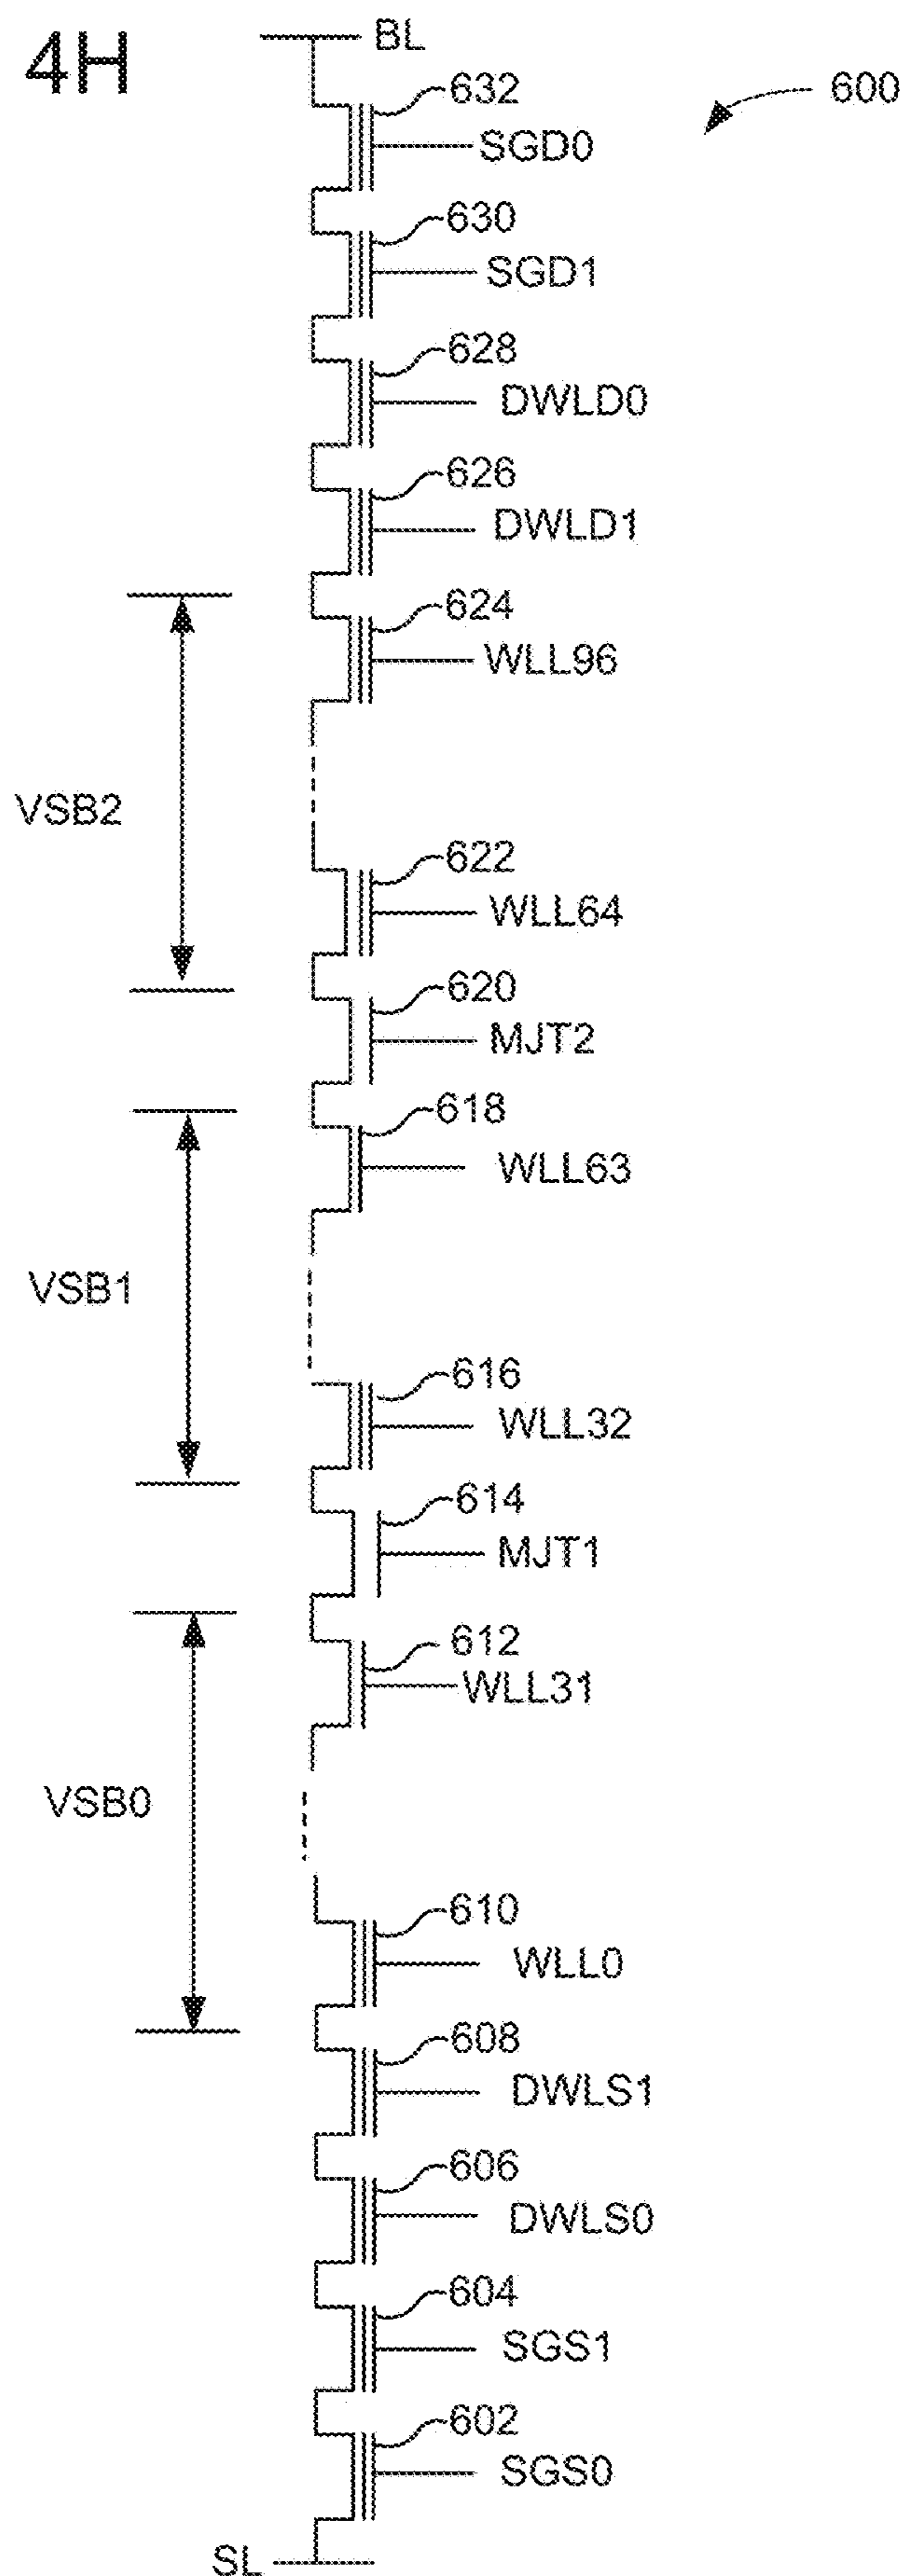 4H
BL
632
600
SGD0
630
SGD1
628
DWLD0
626
DWLD1
624
WLL96
VSB2
622
WLL64
620
MJT2
618
WLL63
VSB1
616
WLL32
614
MJT1
612
WLL31
VSB0
610
WLL0
608
DWLS1
606
DWLS0
604
SGS1
602
SGS0
SL